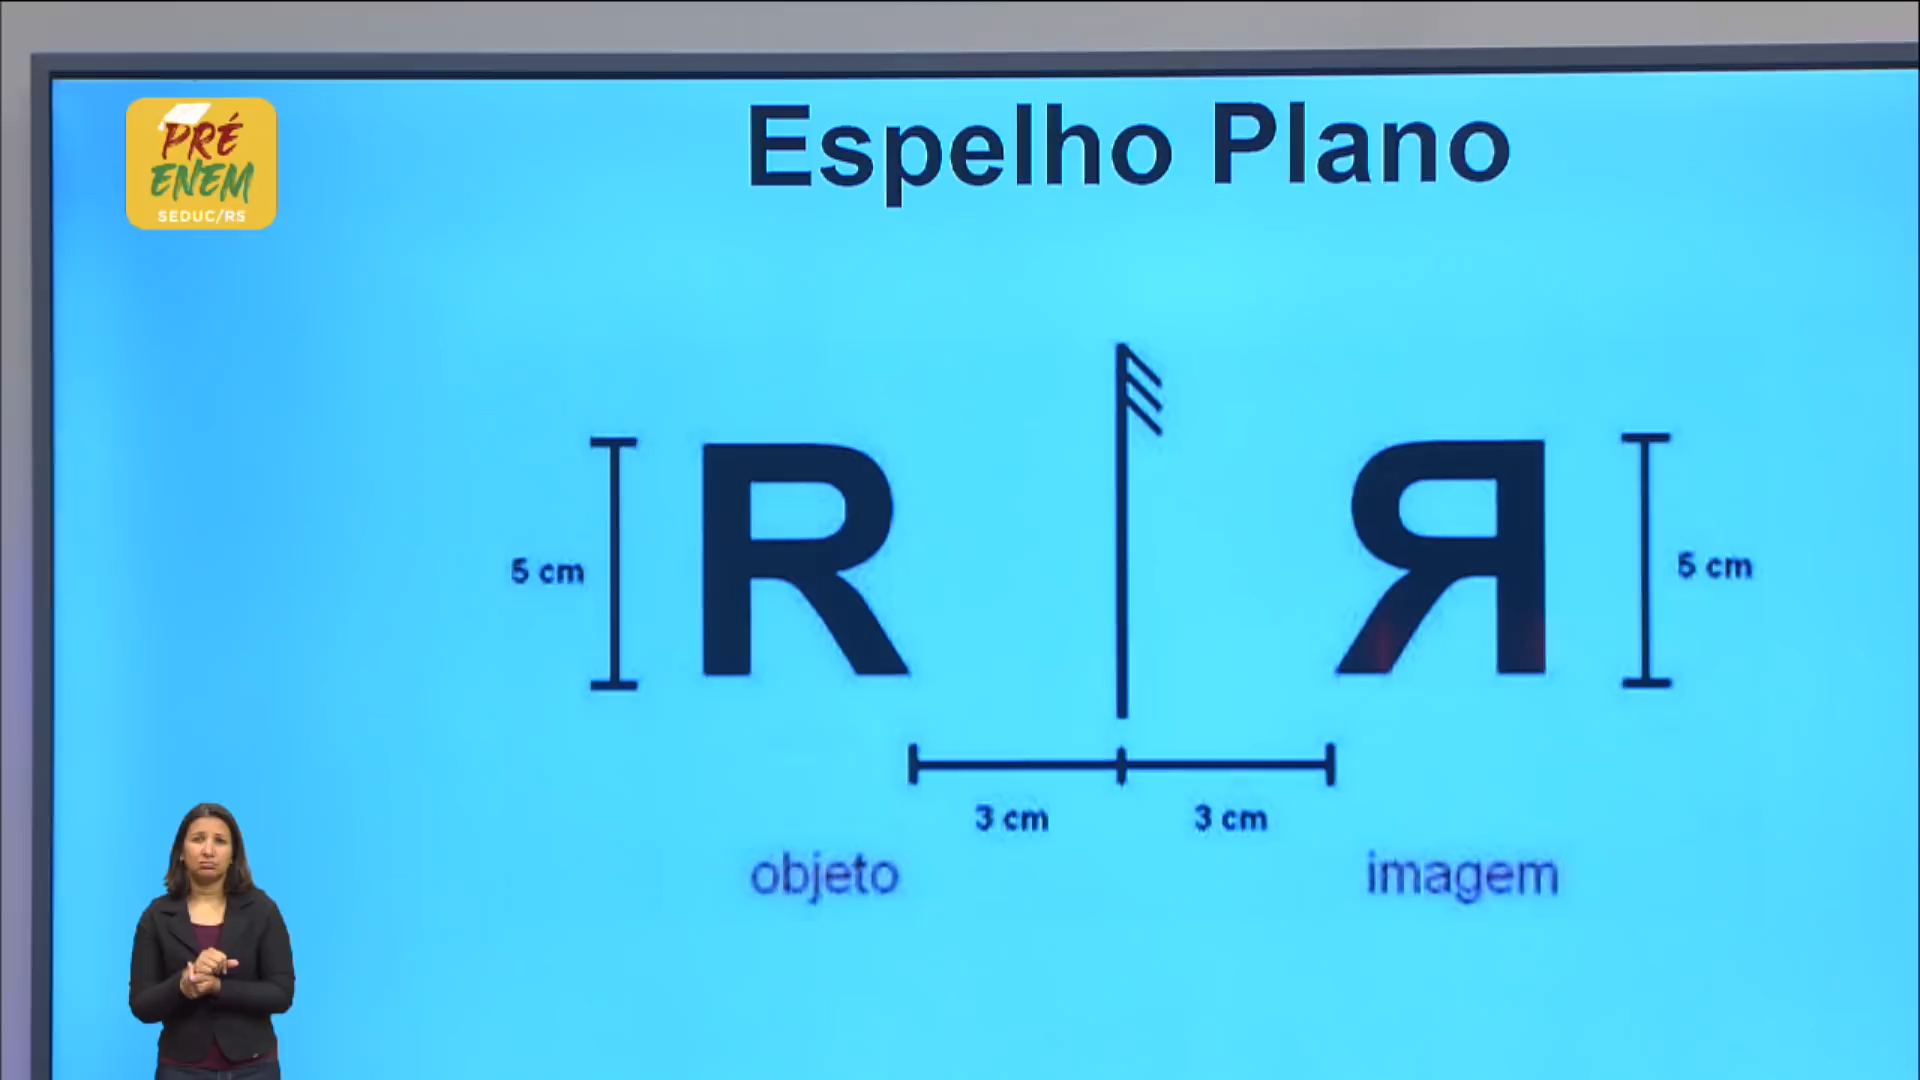 PRÉ
ENEM
SEDUC/RS
Espelho Plano
5 cm
R
R
5 cm
3 cm
3 cm
objeto
imagem